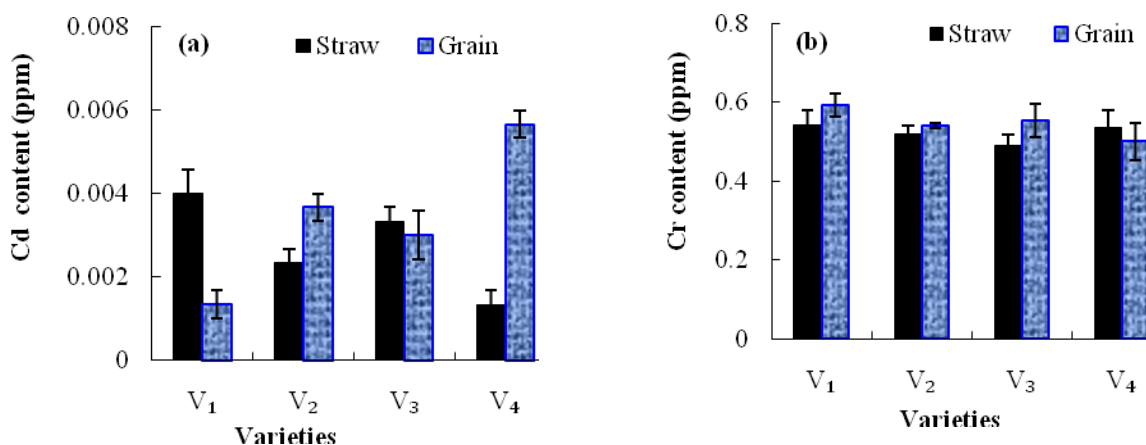 (a)
Straw
Grain
Cd content (ppm)
0.008
0.006
0.004
0.002
0
V₁ V₂ V₃ V₄
Varieties
(b)
Straw
Grain
Cr content (ppm)
0.8
0.6
0.4
0.2
0
V₁ V₂ V₃ V₄
Varieties